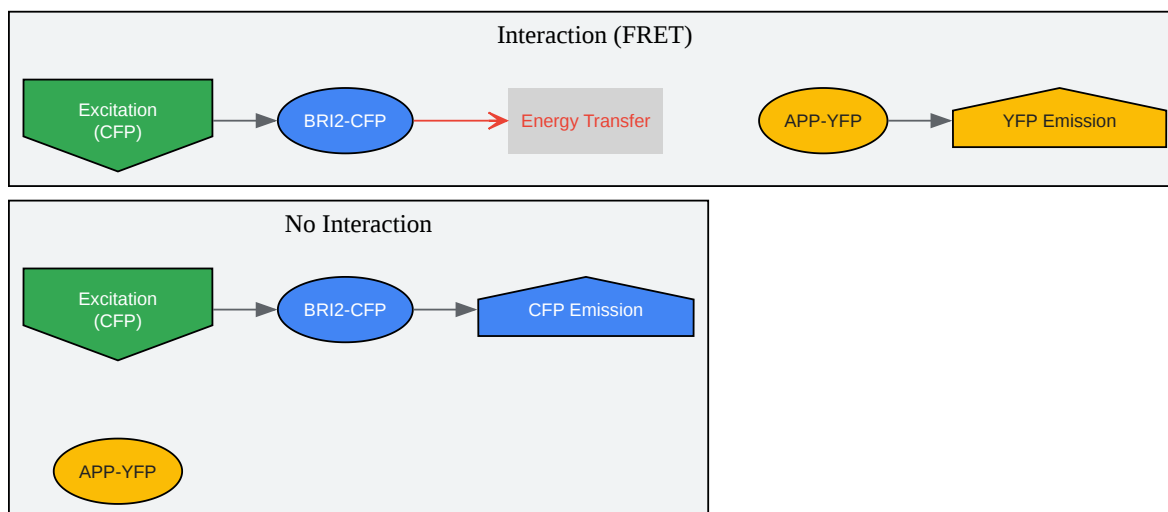 Interaction (FRET)
Excitation
(CFP)
BRI2-CFP
Energy Transfer
APP-YFP
YFP Emission
No Interaction
Excitation
(CFP)
BRI2-CFP
CFP Emission
APP-YFP